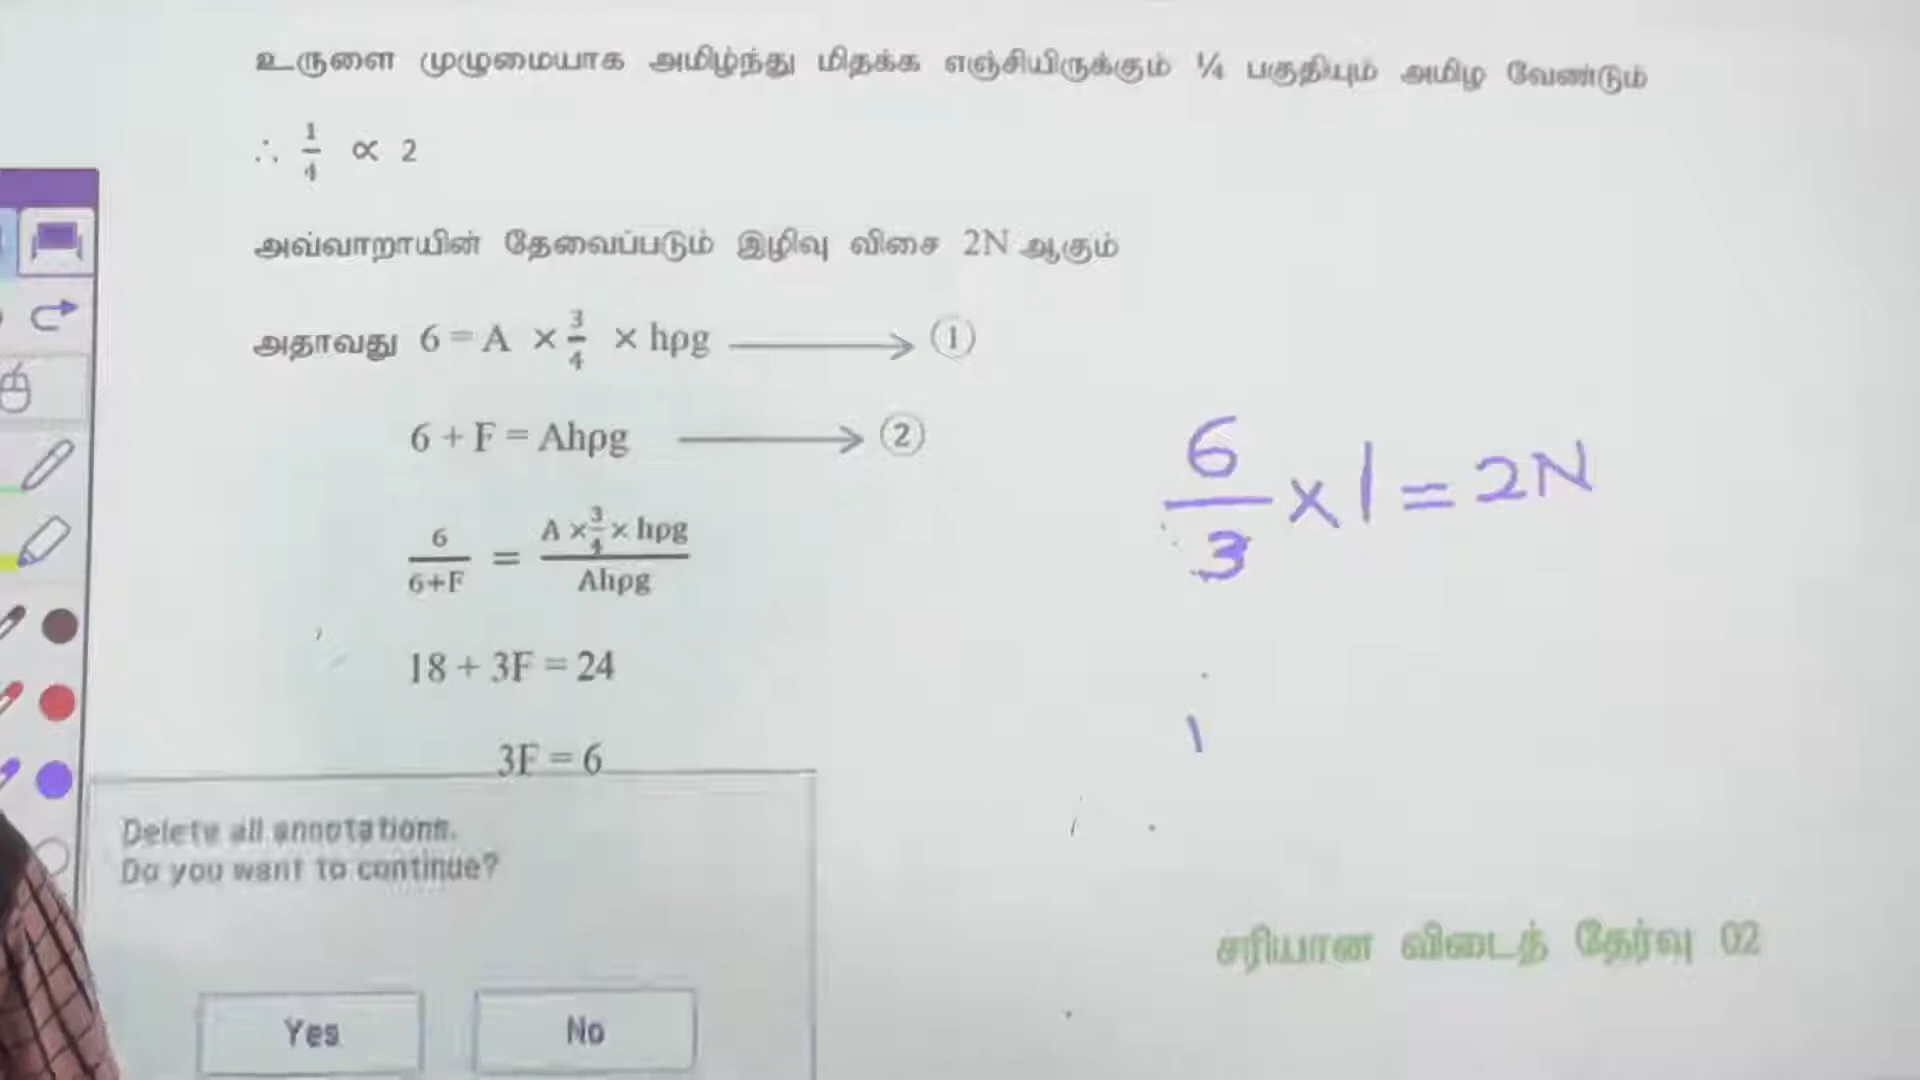 உருளை முழுமையாக அமிழ்ந்து மிதக்க எஞ்சியிருக்கும் ¼ பகுதியும் அமிழ வேண்டும்
∴ 1/4 ∝ 2
அவ்வாறாயின் தேவைப்படும் இழிவு விசை 2N ஆகும்
அதாவது 6 = A × 3/4 × hρg ⟶ ①
6 + F = Ahρg ⟶ ②
6/(6+F) = (A × 3/4 × hρg)/(Ahρg)
18 + 3F = 24
3F = 6
6/3 × 1 = 2N
Delete all annotations.
Do you want to continue?
Yes No
சரியான விடைத் தேர்வு 02